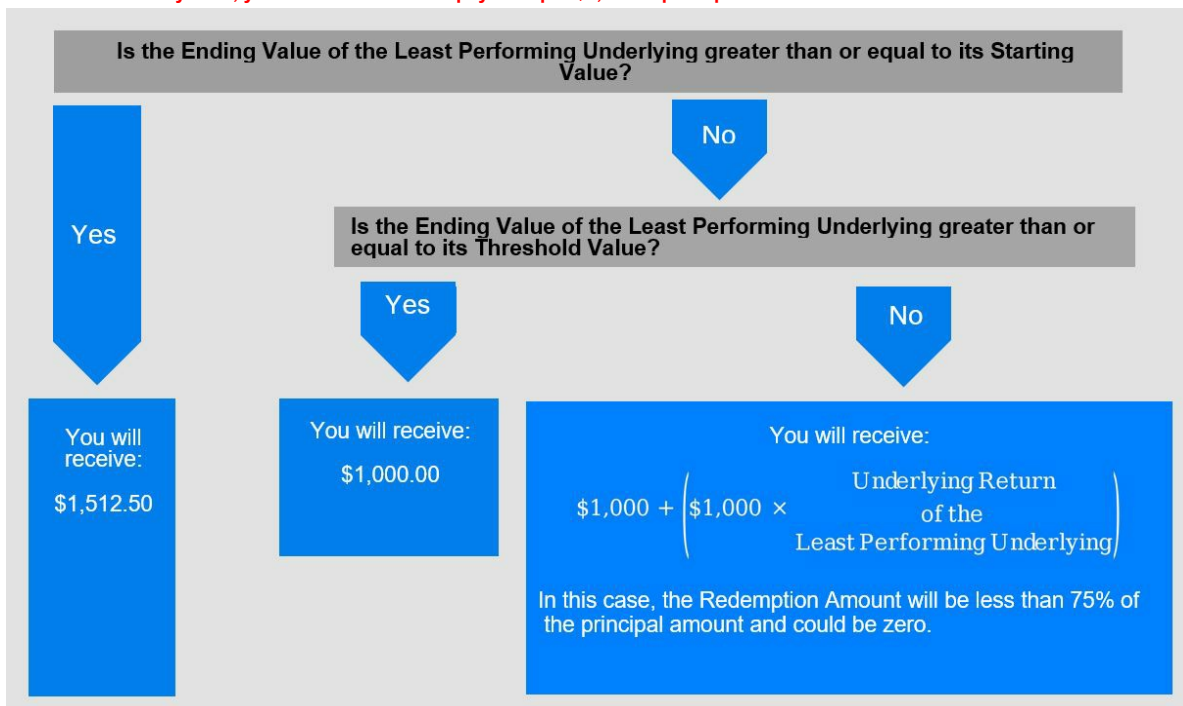 Is the Ending Value of the Least Performing Underlying greater than or equal to its Starting
Value?
No
Yes
Is the Ending Value of the Least Performing Underlying greater than or
equal to its Threshold Value?
Yes
No
You will
receive:
$1,512.50
You will receive:
$1,000.00
You will receive:
$1,000 + ($1,000 × Underlying Return
of the
Least Performing Underlying)
In this case, the Redemption Amount will be less than 75% of
the principal amount and could be zero.